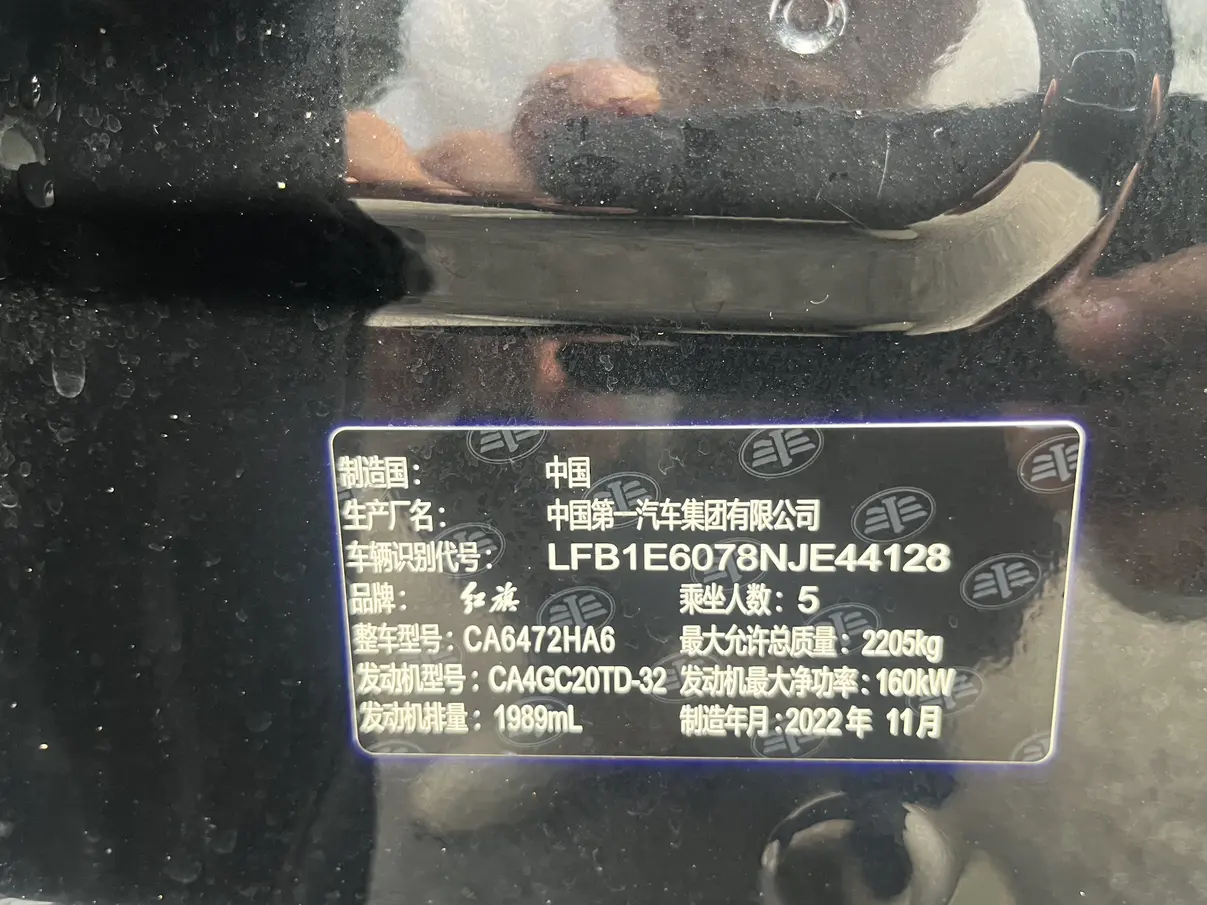 制造国：中国
生产厂名：中国第一汽车集团有限公司
车辆识别代号：LFB1E6078NJE44128
品牌：红旗 乘坐人数：5
整车型号：CA6472HA6 最大允许总质量：2205kg
发动机型号：CA4GC20TD-32 发动机最大净功率：160kW
发动机排量：1989mL 制造年月：2022年 11月